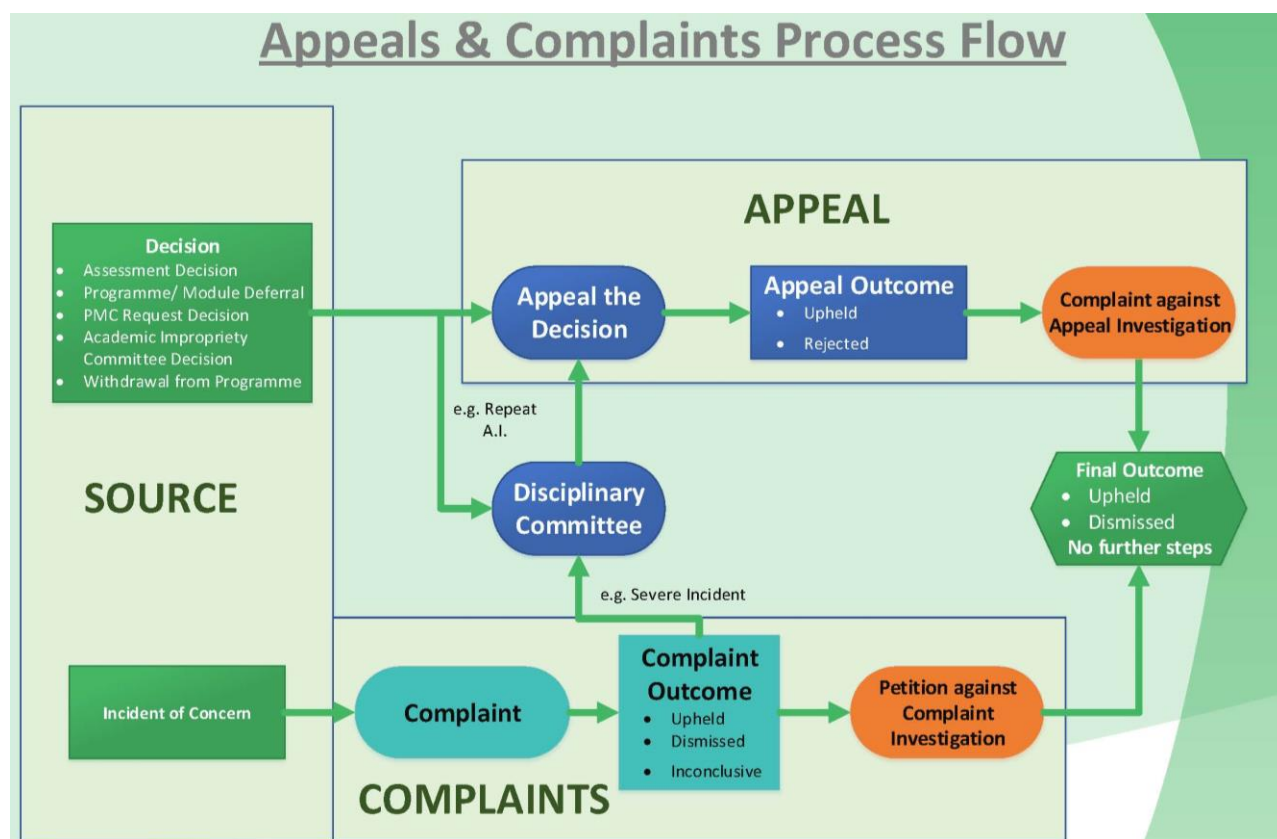 Appeals & Complaints Process Flow
APPEAL
Decision
• Assessment Decision
• Programme/ Module Deferral
• PMC Request Decision
• Academic Impropriety
Committee Decision
• Withdrawal from Programme
Appeal the
Decision
Appeal Outcome
• Upheld
• Rejected
Complaint against
Appeal Investigation
e.g. Repeat
A.I.
SOURCE
Disciplinary
Committee
Final Outcome
• Upheld
• Dismissed
No further steps
e.g. Severe Incident
Incident of Concern
Complaint
Complaint
Outcome
• Upheld
• Dismissed
• Inconclusive
Petition against
Complaint
Investigation
COMPLAINTS